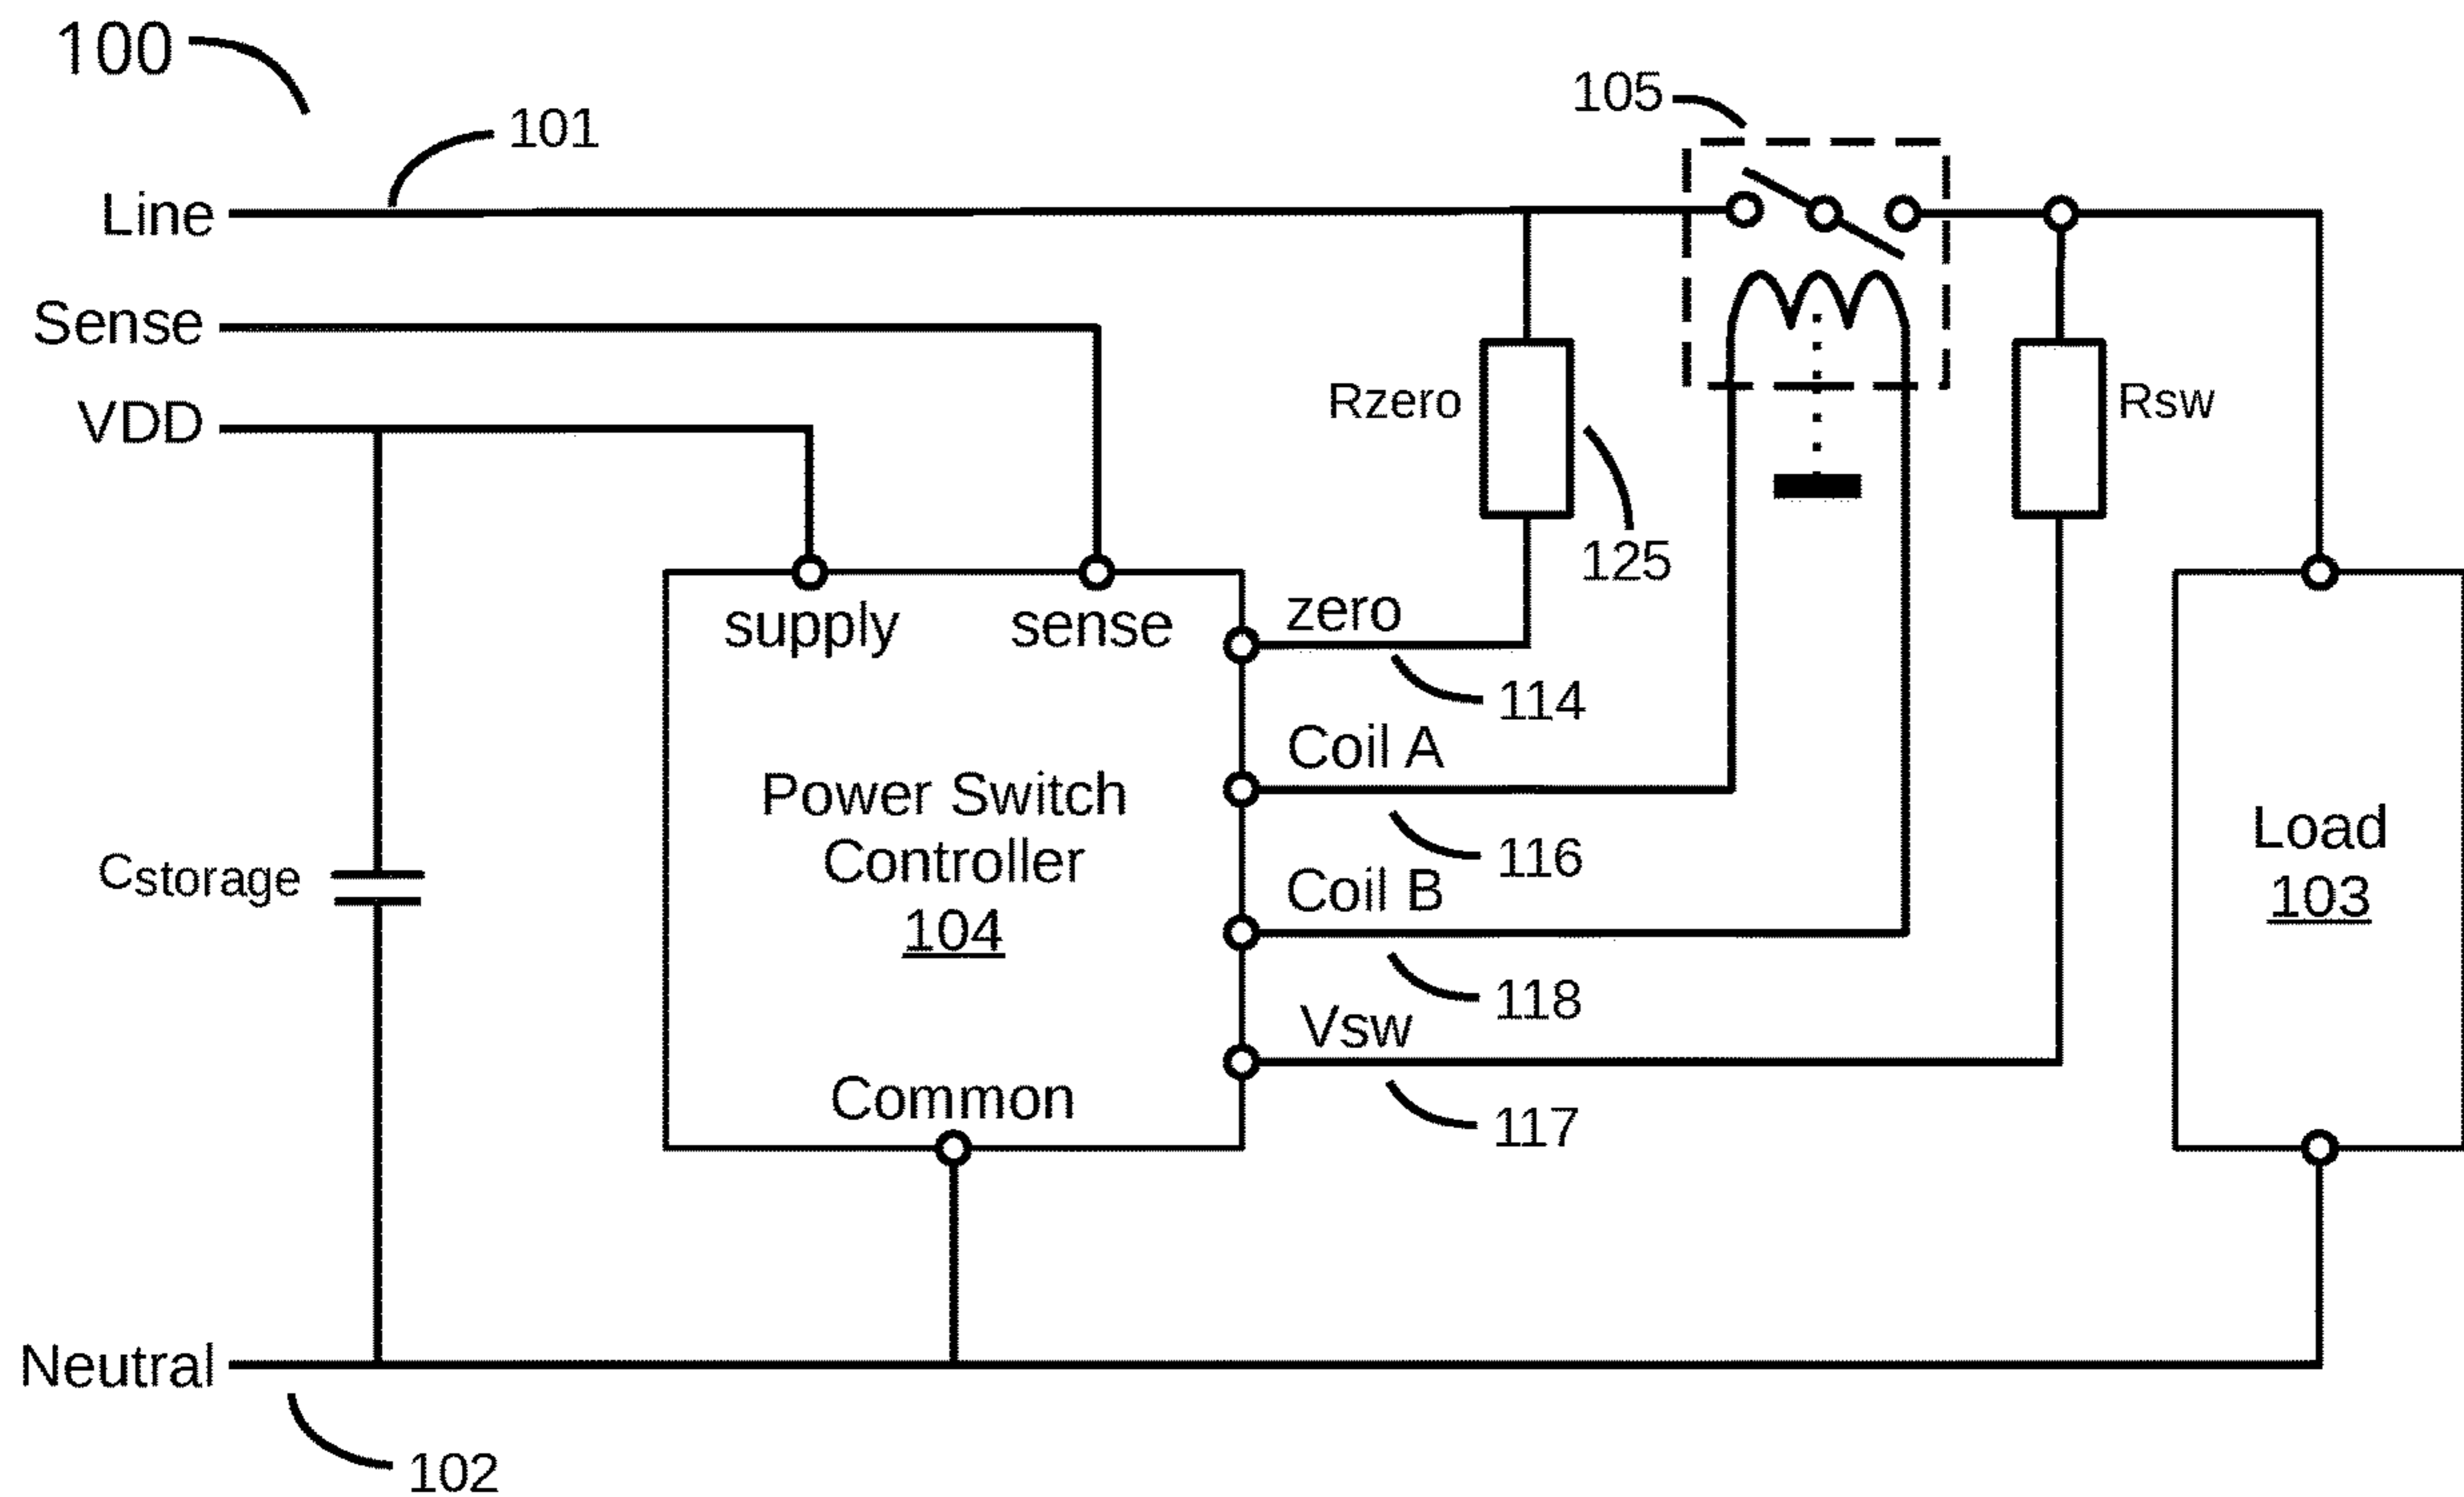 100
105
101
Line
Sense
Rzero
Rsw
VDD
125
supply
sense
zero
114
Coil A
Power Switch
Controller
104
Load
103
116
Cstorage
Coil B
118
Vsw
Common
117
Neutral
102